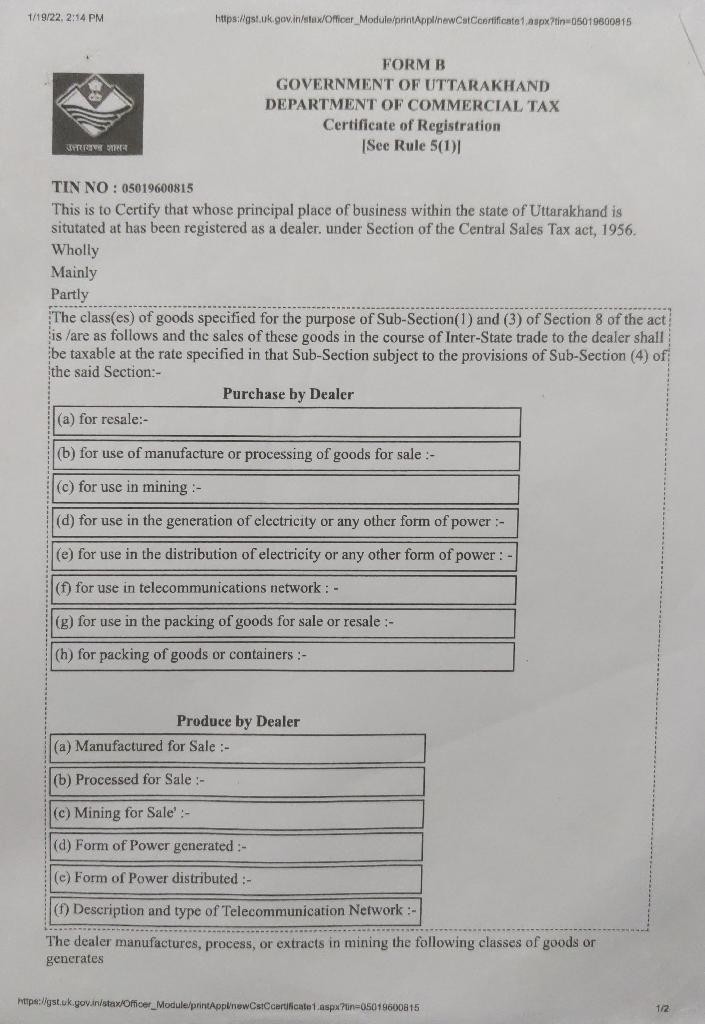 1/19/22, 2:14 PM
https://gst.uk.gov.in/stax/Officer_Module/printAppl/newCstCcertificate1.aspx?tin=05019600815
FORM B
GOVERNMENT OF UTTARAKHAND
DEPARTMENT OF COMMERCIAL TAX
Certificate of Registration
[See Rule 5(1)]
उत्तराखण्ड शासन
TIN NO : 05019600815
This is to Certify that whose principal place of business within the state of Uttarakhand is
situtated at has been registered as a dealer. under Section of the Central Sales Tax act, 1956.
Wholly
Mainly
Partly
The class(es) of goods specified for the purpose of Sub-Section(1) and (3) of Section 8 of the act
is /are as follows and the sales of these goods in the course of Inter-State trade to the dealer shall
be taxable at the rate specified in that Sub-Section subject to the provisions of Sub-Section (4) of
the said Section:-
Purchase by Dealer
(a) for resale:-
(b) for use of manufacture or processing of goods for sale :-
(c) for use in mining :-
(d) for use in the generation of electricity or any other form of power :-
(e) for use in the distribution of electricity or any other form of power : -
(f) for use in telecommunications network : -
(g) for use in the packing of goods for sale or resale :-
(h) for packing of goods or containers :-
Produce by Dealer
(a) Manufactured for Sale :-
(b) Processed for Sale :-
(c) Mining for Sale' :-
(d) Form of Power generated :-
(e) Form of Power distributed :-
(f) Description and type of Telecommunication Network :-
The dealer manufactures, process, or extracts in mining the following classes of goods or
generates
https://gst.uk.gov.in/stax/Officer_Module/printAppl/newCstCcertificate1.aspx?tin=05019600815
1/2